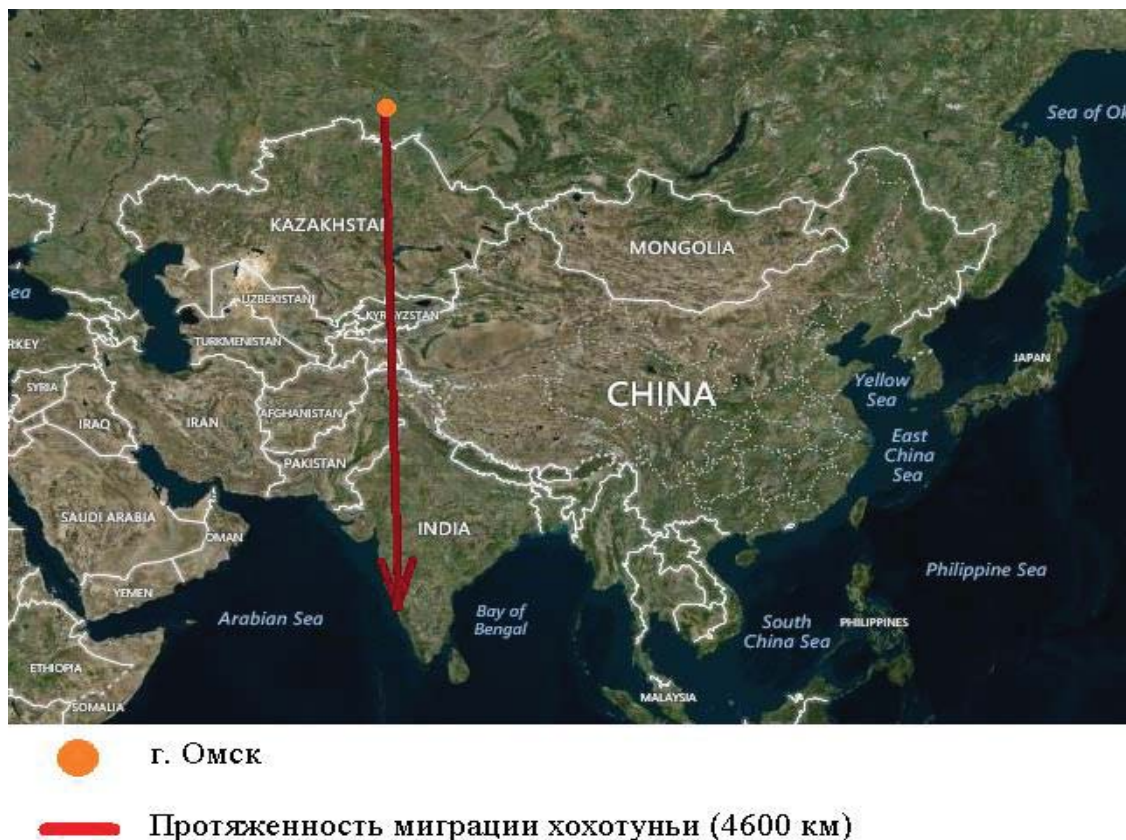 Sea of Ok
KAZAKHSTAN
MONGOLIA
Sea
UZBEKISTAN
KYRGYZSTAN
RKEY
TURKMENISTAN
JAPAN
SYRIA
CHINA
Yellow
Sea
IRAQ
IRAN
AFGHANISTAN
East
China
Sea
PAKISTAN
SAUDI ARABIA
INDIA
OMAN
Philippine Sea
YEMEN
Arabian Sea
Bay of
Bengal
South
China Sea
PHILIPPINES
ETHIOPIA
MALAYSIA
SOMALIA
г. Омск
Протяженность миграции хохотуньи (4600 км)